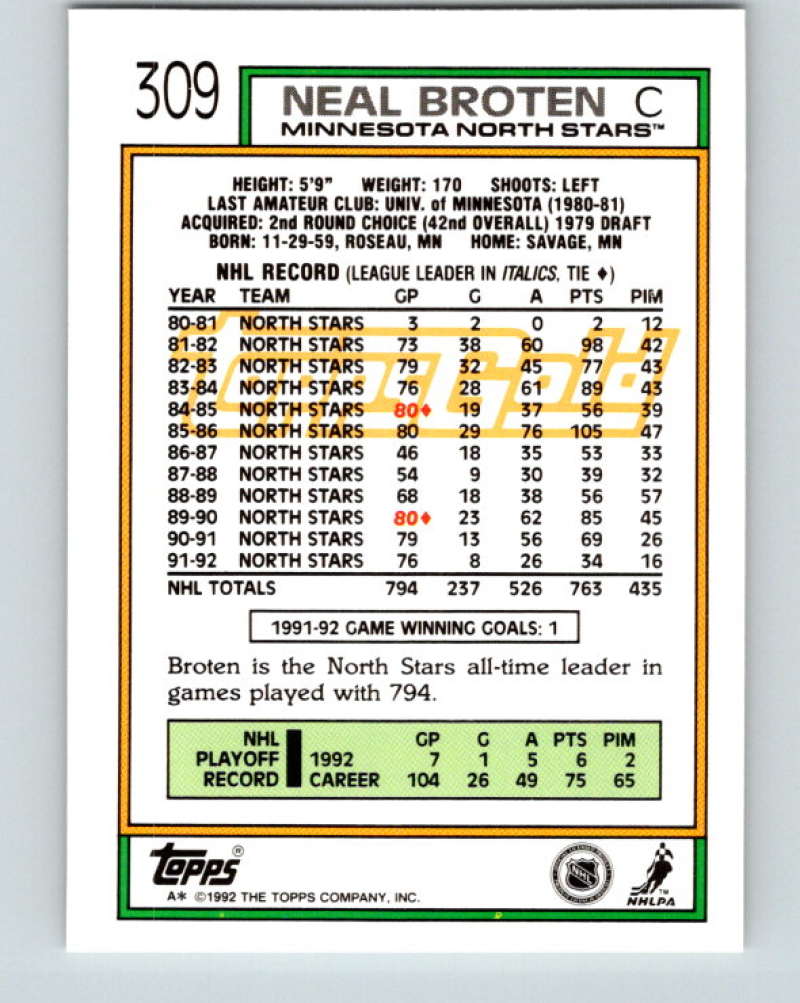 309
NEAL BROTEN C
MINNESOTA NORTH STARS™
HEIGHT: 5'9" WEIGHT: 170 SHOOTS: LEFT
LAST AMATEUR CLUB: UNIV. of MINNESOTA (1980-81)
ACQUIRED: 2nd ROUND CHOICE (42nd OVERALL) 1979 DRAFT
BORN: 11-29-59, ROSEAU, MN HOME: SAVAGE, MN
NHL RECORD (LEAGUE LEADER IN ITALICS, TIE ♦)
YEAR TEAM GP G A PTS PIM
80-81 NORTH STARS 3 2 0 2 12
81-82 NORTH STARS 73 38 60 98 42
82-83 NORTH STARS 79 32 45 77 43
83-84 NORTH STARS 76 28 61 89 43
84-85 NORTH STARS 80♦ 19 37 56 39
85-86 NORTH STARS 80 29 76 105 47
86-87 NORTH STARS 46 18 35 53 33
87-88 NORTH STARS 54 9 30 39 32
88-89 NORTH STARS 68 18 38 56 57
89-90 NORTH STARS 80♦ 23 62 85 45
90-91 NORTH STARS 79 13 56 69 26
91-92 NORTH STARS 76 8 26 34 16
NHL TOTALS 794 237 526 763 435
ToppsGold
1991-92 GAME WINNING GOALS: 1
Broten is the North Stars all-time leader in
games played with 794.
NHL GP G A PTS PIM
PLAYOFF 1992 7 1 5 6 2
RECORD CAREER 104 26 49 75 65
TOPPS®
A* ©1992 THE TOPPS COMPANY, INC.
NHL
™
NHLPA